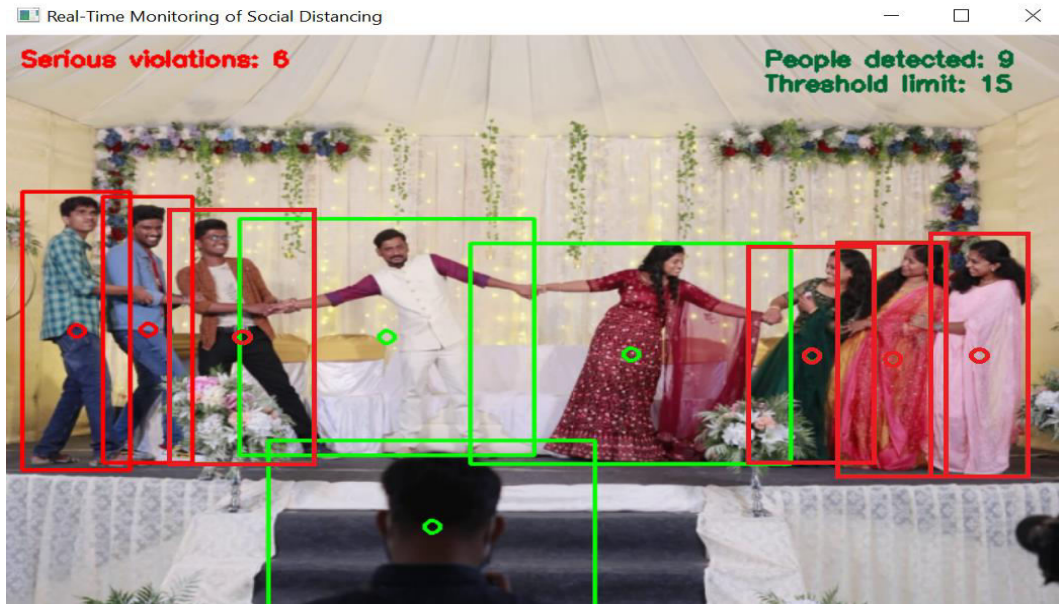 Real-Time Monitoring of Social Distancing
Serious violations: 6
People detected: 9
Threshold limit: 15